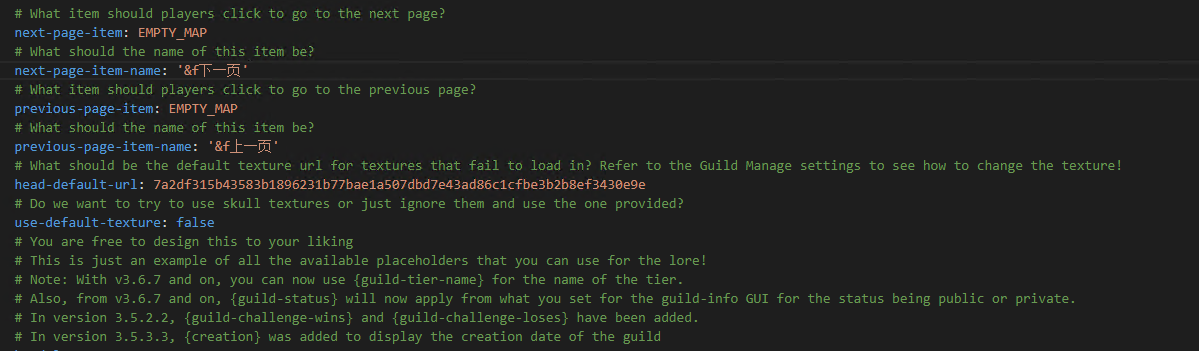 # What item should players click to go to the next page?
next-page-item: EMPTY_MAP
# What should the name of this item be?
next-page-item-name: '&f下一页'
# What item should players click to go to the previous page?
previous-page-item: EMPTY_MAP
# What should the name of this item be?
previous-page-item-name: '&f上一页'
# What should be the default texture url for textures that fail to load in? Refer to the Guild Manage settings to see how to change the texture!
head-default-url: 7a2df315b43583b1896231b77bae1a507dbd7e43ad86c1cfbe3b2b8ef3430e9e
# Do we want to try to use skull textures or just ignore them and use the one provided?
use-default-texture: false
# You are free to design this to your liking
# This is just an example of all the available placeholders that you can use for the lore!
# Note: With v3.6.7 and on, you can now use {guild-tier-name} for the name of the tier.
# Also, from v3.6.7 and on, {guild-status} will now apply from what you set for the guild-info GUI for the status being public or private.
# In version 3.5.2.2, {guild-challenge-wins} and {guild-challenge-loses} have been added.
# In version 3.5.3.3, {creation} was added to display the creation date of the guild